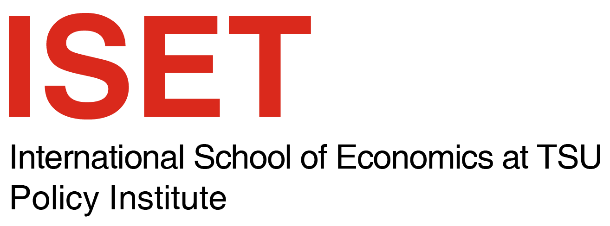 ISET
International School of Economics at TSU
Policy Institute